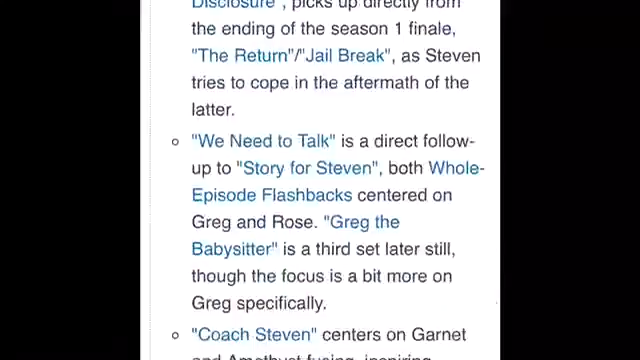 Disclosure", picks up directly from
the ending of the season 1 finale,
"The Return"/"Jail Break", as Steven
tries to cope in the aftermath of the
latter.
"We Need to Talk" is a direct follow-
up to "Story for Steven", both Whole-
Episode Flashbacks centered on
Greg and Rose. "Greg the
Babysitter" is a third set later still,
though the focus is a bit more on
Greg specifically.
"Coach Steven" centers on Garnet
and Amethyst fusing, inspiring